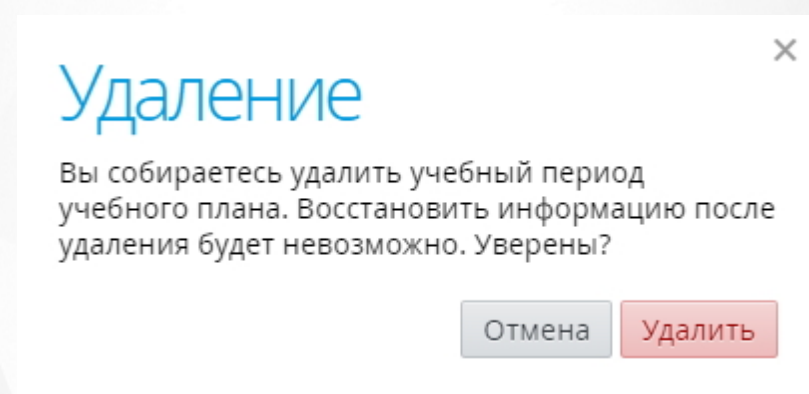 Удаление
Вы собираетесь удалить учебный период
учебного плана. Восстановить информацию после
удаления будет невозможно. Уверены?
Отмена
Удалить